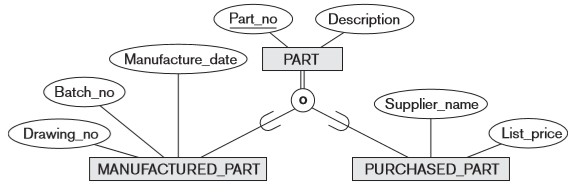 Part_no
Description
PART
Manufacture_date
o
Batch_no
Supplier_name
Drawing_no
List_price
MANUFACTURED_PART
PURCHASED_PART